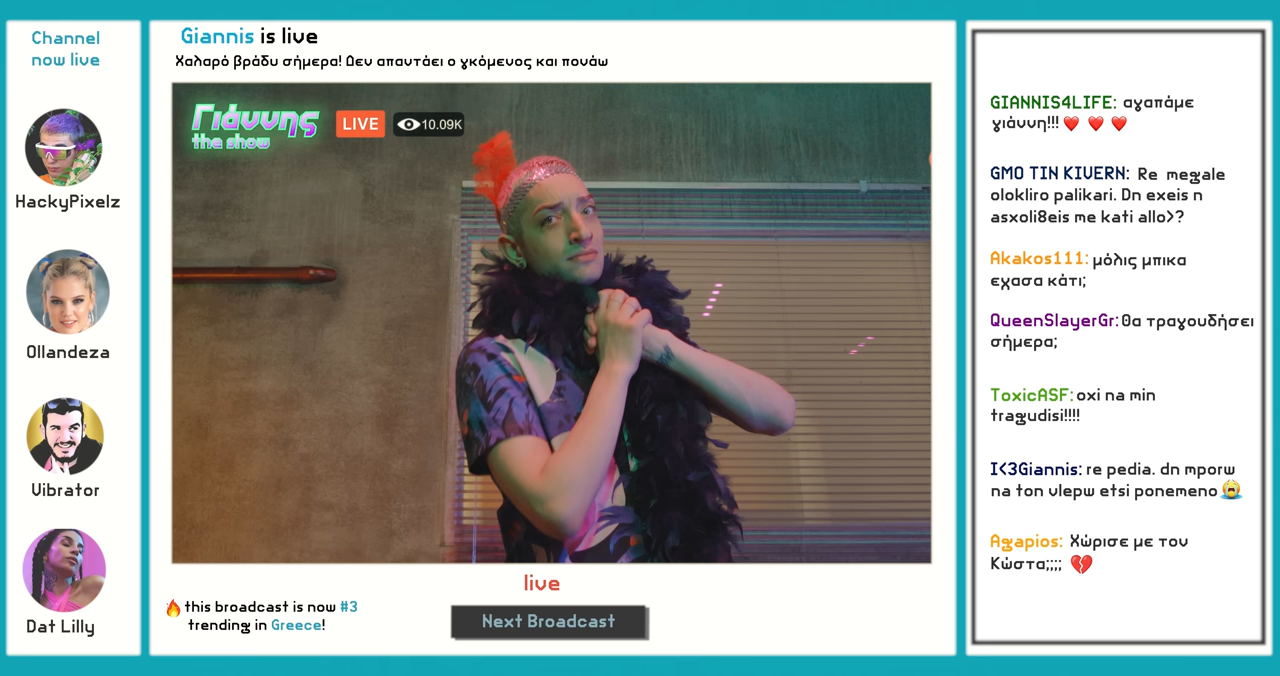 Channel
now live
HackyPixelz
Ollandeza
Vibrator
Dat Lilly
Giannis is live
Χαλαρό βράδυ σήμερα! Δεν απαντάει ο γκόμενος και πονάω
Γιάννης
the show
LIVE
10.09K
live
🔥 this broadcast is now #3
trending in Greece!
Next Broadcast
GIANNIS4LIFE: αγαπάμε
γιάννη!!! ❤️ ❤️ ❤️
GMO TIN KIVERN: Re megale
olokliro palikari. Dn exeis n
asxoli8eis me kati allo>?
Akakos111: μόλις μπικα
εχασα κάτι;
QueenSlayerGr: θα τραγουδήσει
σήμερα;
ToxicASF: oxi na min
tragudisi!!!!
I<3Giannis: re pedia. dn mporw
na ton vlepw etsi ponemeno 😭
Agapios: Χώρισε με τον
Κώστα;;;; 💔